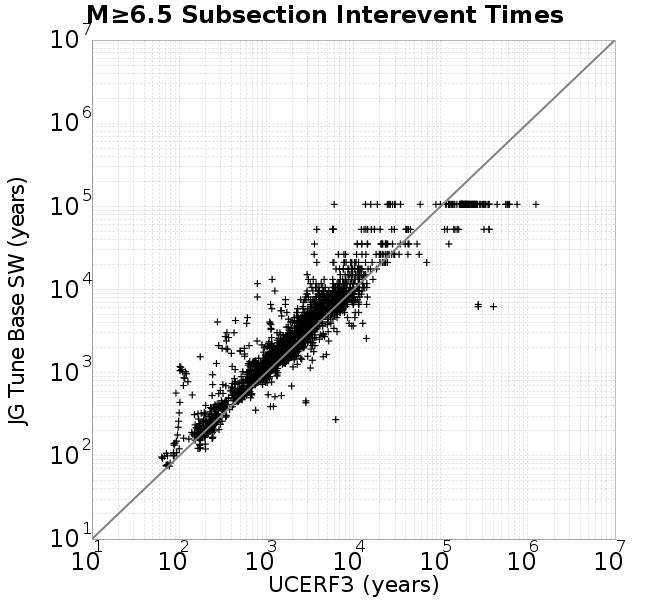 M≥6.5 Subsection Interevent Times
10^7
10^6
10^5
10^4
10^3
10^2
10^1
JG Tune Base SW (years)
10^1 10^2 10^3 10^4 10^5 10^6 10^7
UCERF3 (years)